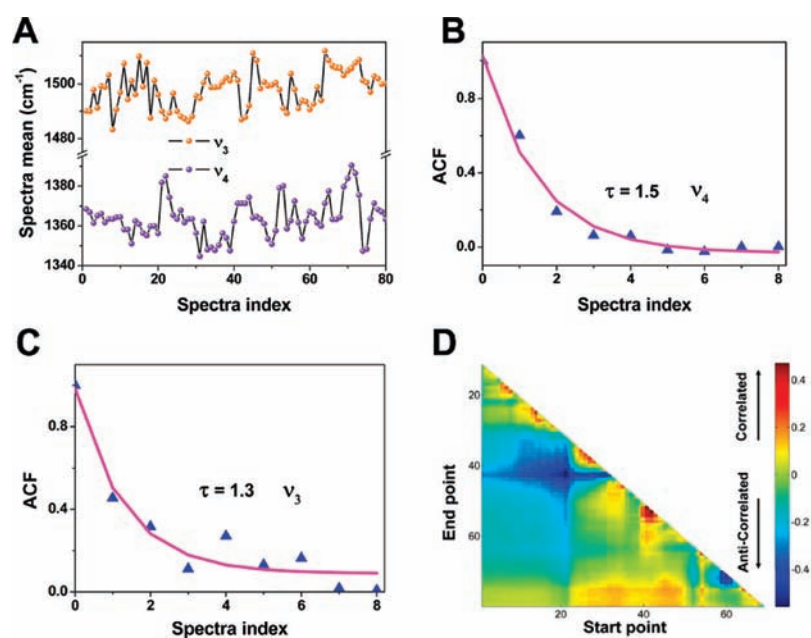 A
Spectra mean (cm⁻¹)
1500
1480
1380
1360
1340
ν₃
ν₄
0 20 40 60 80
Spectra index
B
ACF
0.8
0.4
0.0
τ = 1.5 ν₄
0 2 4 6 8
Spectra index
C
ACF
0.8
0.4
0.0
τ = 1.3 ν₃
0 2 4 6 8
Spectra index
D
End point
20
40
60
20 40 60
Start point
Correlated
Anti-Correlated
0.4
0.2
0
-0.2
-0.4